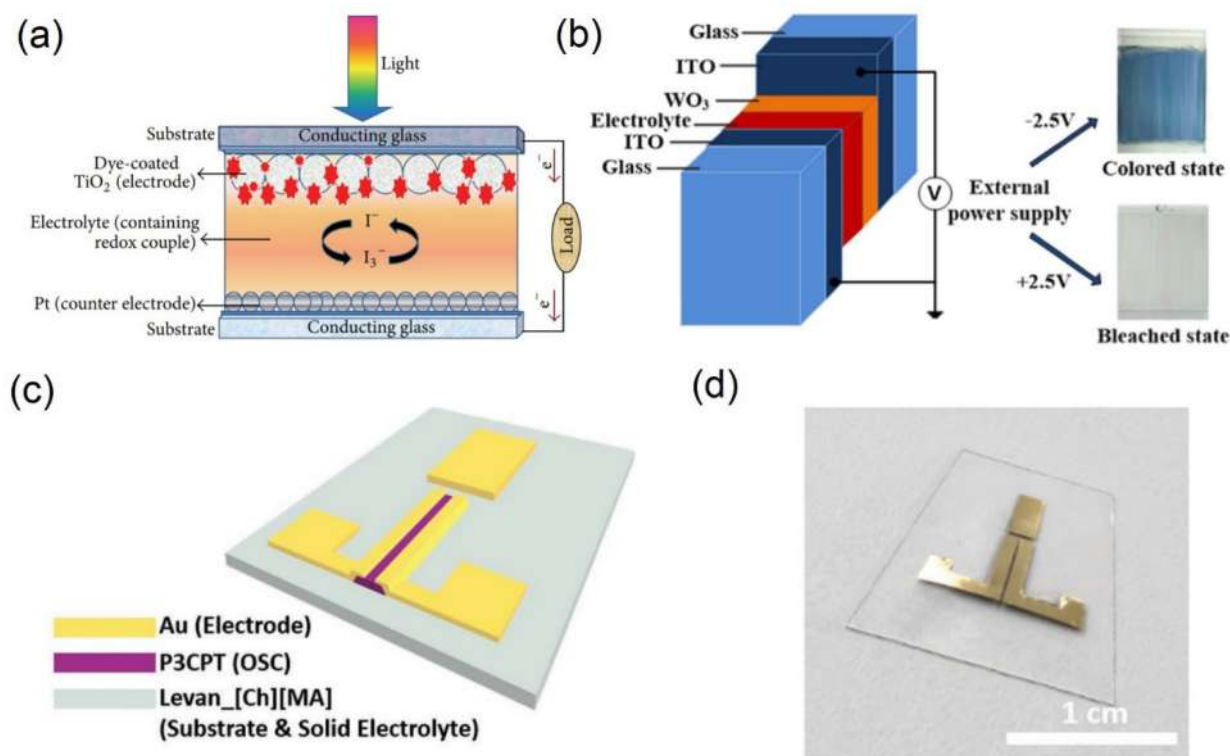 (a)
Light
Substrate
Conducting glass
Dye-coated
TiO₂ (electrode)
e⁻
Electrolyte (containing
redox couple)
I⁻
I₃⁻
Load
Pt (counter electrode)
e⁻
Substrate
Conducting glass
(b)
Glass
ITO
WO₃
Electrolyte
ITO
Glass
V
External
power supply
-2.5V
Colored state
+2.5V
Bleached state
(c)
Au (Electrode)
P3CPT (OSC)
Levan_[Ch][MA]
(Substrate & Solid Electrolyte)
(d)
1 cm